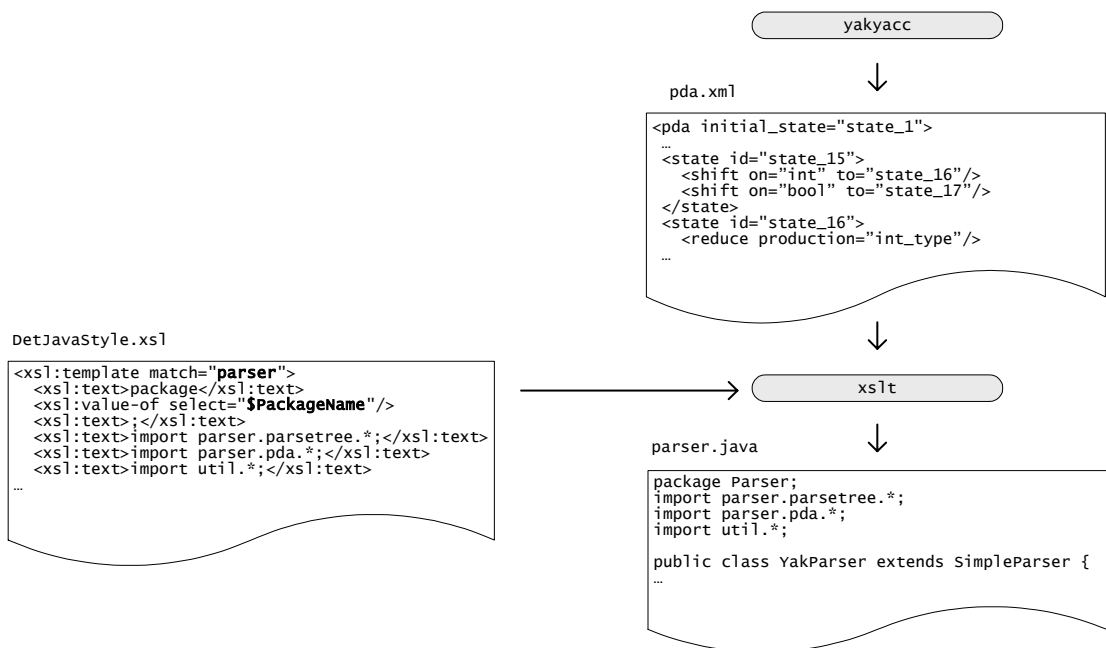 yakyacc
pda.xml
<pda initial_state="state_1">
…
<state id="state_15">
<shift on="int" to="state_16"/>
<shift on="bool" to="state_17"/>
</state>
<state id="state_16">
<reduce production="int_type"/>
…
DetJavaStyle.xsl
<xsl:template match="parser">
<xsl:text>package</xsl:text>
<xsl:value-of select="$PackageName"/>
<xsl:text>;</xsl:text>
<xsl:text>import parser.parsetree.*;</xsl:text>
<xsl:text>import parser.pda.*;</xsl:text>
<xsl:text>import util.*;</xsl:text>
…
xslt
parser.java
package Parser;
import parser.parsetree.*;
import parser.pda.*;
import util.*;
public class YakParser extends SimpleParser {
…